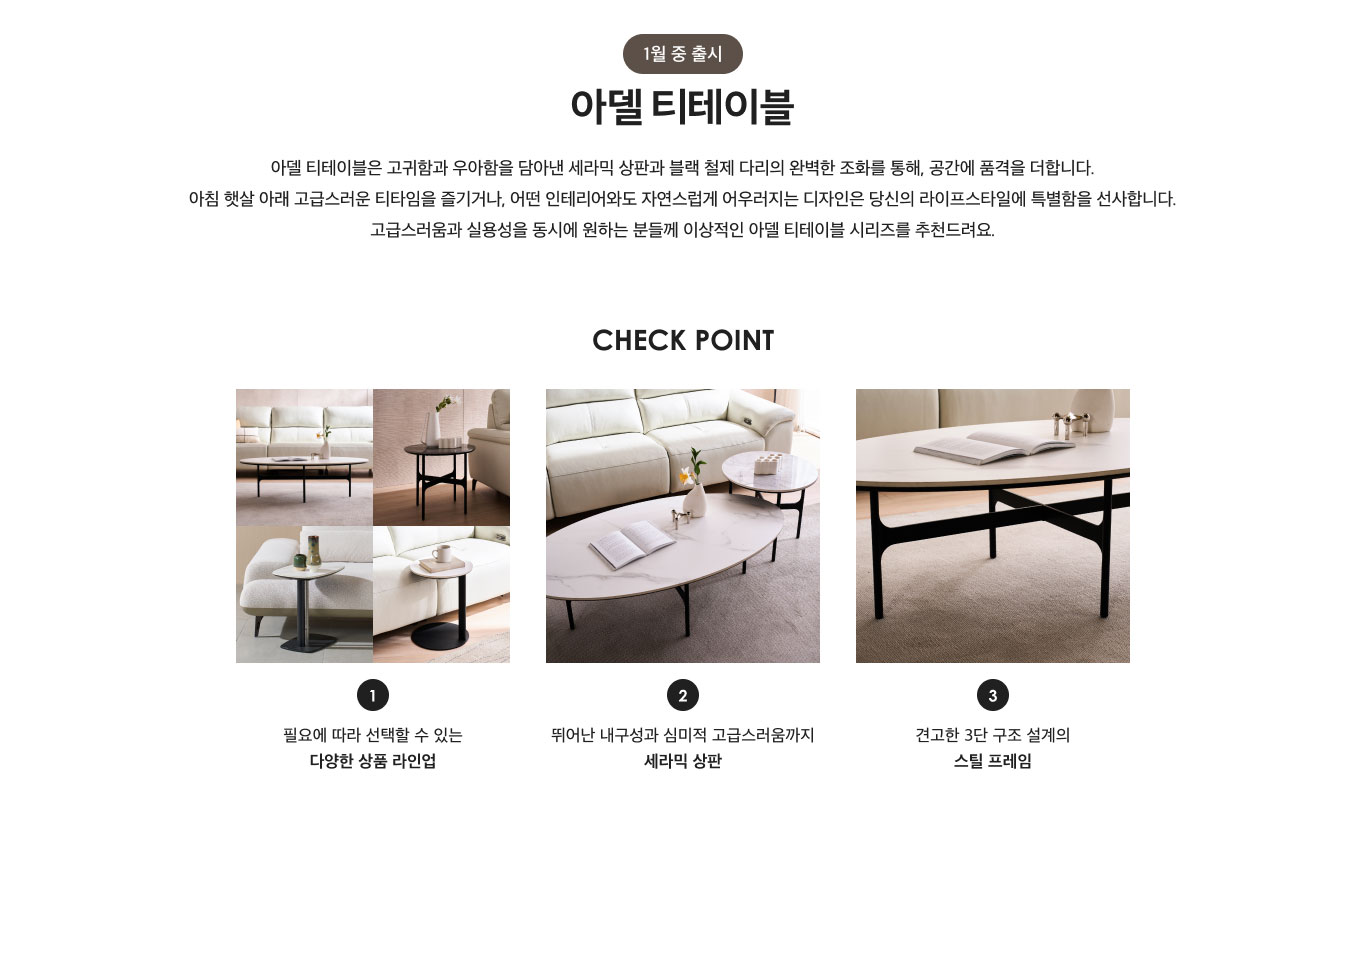 1월 중 출시
아델 티테이블
아델 티테이블은 고귀함과 우아함을 담아낸 세라믹 상판과 블랙 철제 다리의 완벽한 조화를 통해, 공간에 품격을 더합니다.
아침 햇살 아래 고급스러운 티타임을 즐기거나, 어떤 인테리어와도 자연스럽게 어우러지는 디자인은 당신의 라이프스타일에 특별함을 선사합니다.
고급스러움과 실용성을 동시에 원하는 분들께 이상적인 아델 티테이블 시리즈를 추천드려요.
CHECK POINT
1
필요에 따라 선택할 수 있는
다양한 상품 라인업
2
뛰어난 내구성과 심미적 고급스러움까지
세라믹 상판
3
견고한 3단 구조 설계의
스틸 프레임